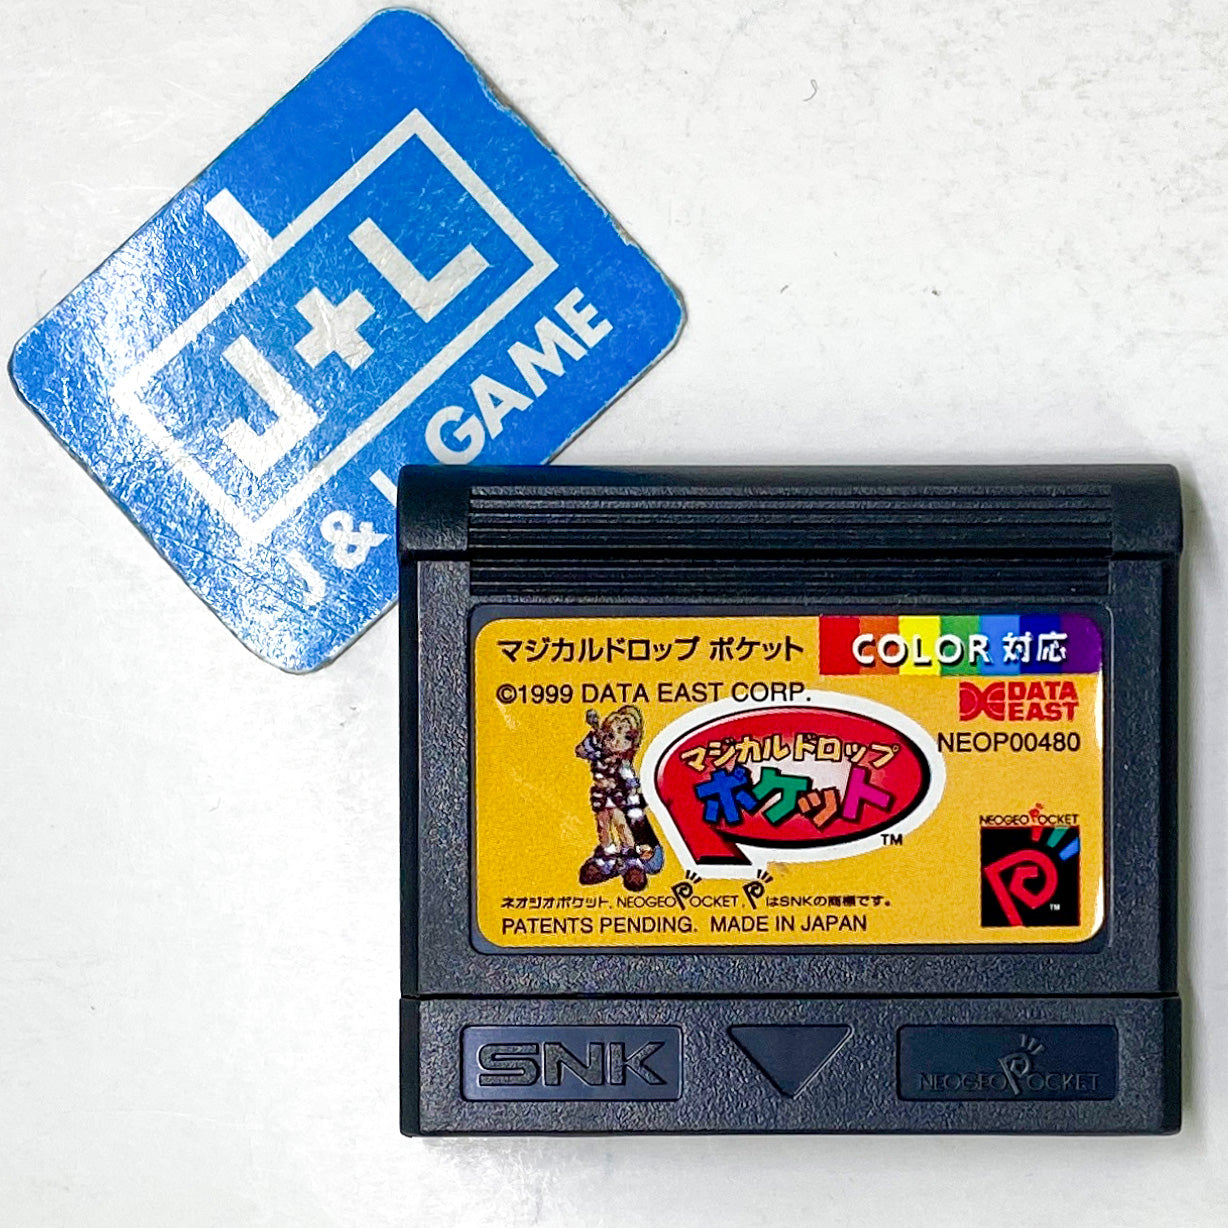 J+L
J & L GAME
マジカルドロップ ポケット
COLOR 対応
©1999 DATA EAST CORP.
DATA
EAST
NEOP00480
マジカルドロップ
ポケット
TM
NEOGEO POCKET
TM
ネオジオポケット, NEOGEO POCKET, P はSNKの商標です。
PATENTS PENDING. MADE IN JAPAN
SNK
NEOGEO POCKET